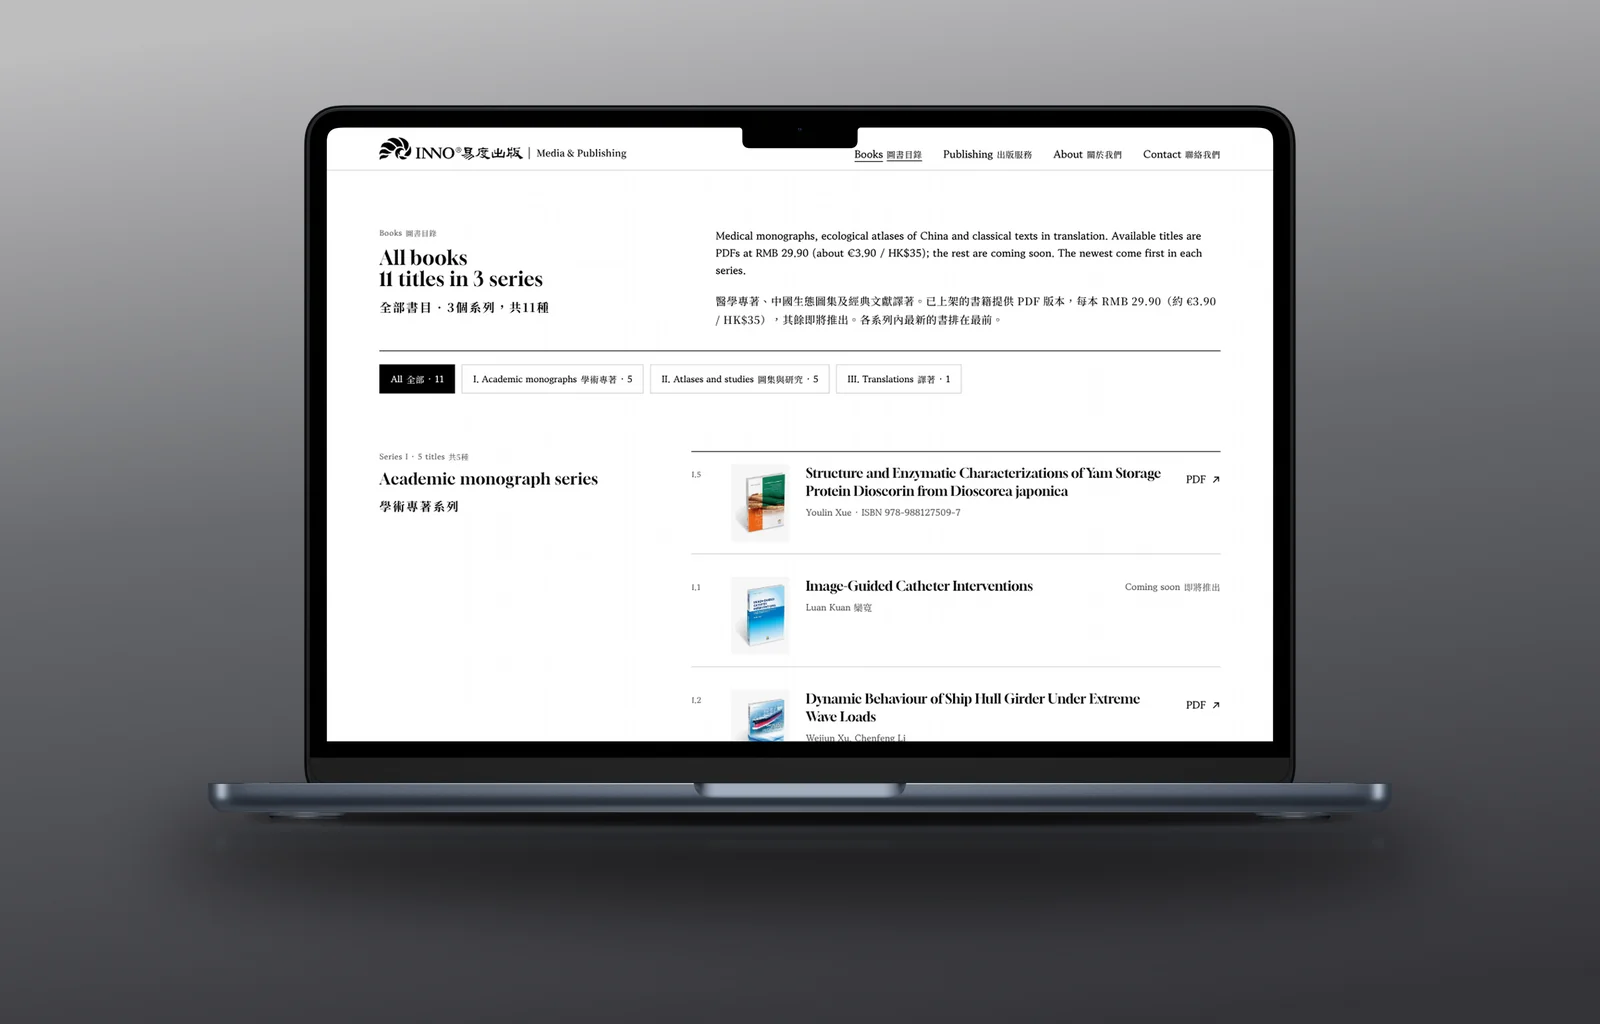 INNO®易度出版 | Media & Publishing
Books 圖書目錄 Publishing 出版服務 About 關於我們 Contact 聯絡我們
Books 圖書目錄
All books
11 titles in 3 series
全部書目 · 3個系列，共11種
Medical monographs, ecological atlases of China and classical texts in translation. Available titles are
PDFs at RMB 29.90 (about €3.90 / HK$35); the rest are coming soon. The newest come first in each
series.
醫學專著、中國生態圖集及經典文獻譯著。已上架的書籍提供 PDF 版本，每本 RMB 29.90（約 €3.90
/ HK$35），其餘即將推出。各系列內最新的書排在最前。
All 全部 · 11
I. Academic monographs 學術專著 · 5
II. Atlases and studies 圖集與研究 · 5
III. Translations 譯著 · 1
Series I · 5 titles 共5種
Academic monograph series
學術專著系列
I.5
Structure and Enzymatic Characterizations of Yam Storage
Protein Dioscorin from Dioscorea japonica
Youlin Xue · ISBN 978-988127509-7
PDF ↗
I.1
Image-Guided Catheter Interventions
Luan Kuan 欒寬
Coming soon 即將推出
I.2
Dynamic Behaviour of Ship Hull Girder Under Extreme
Wave Loads
Weijun Xu, Chenfeng Li
PDF ↗